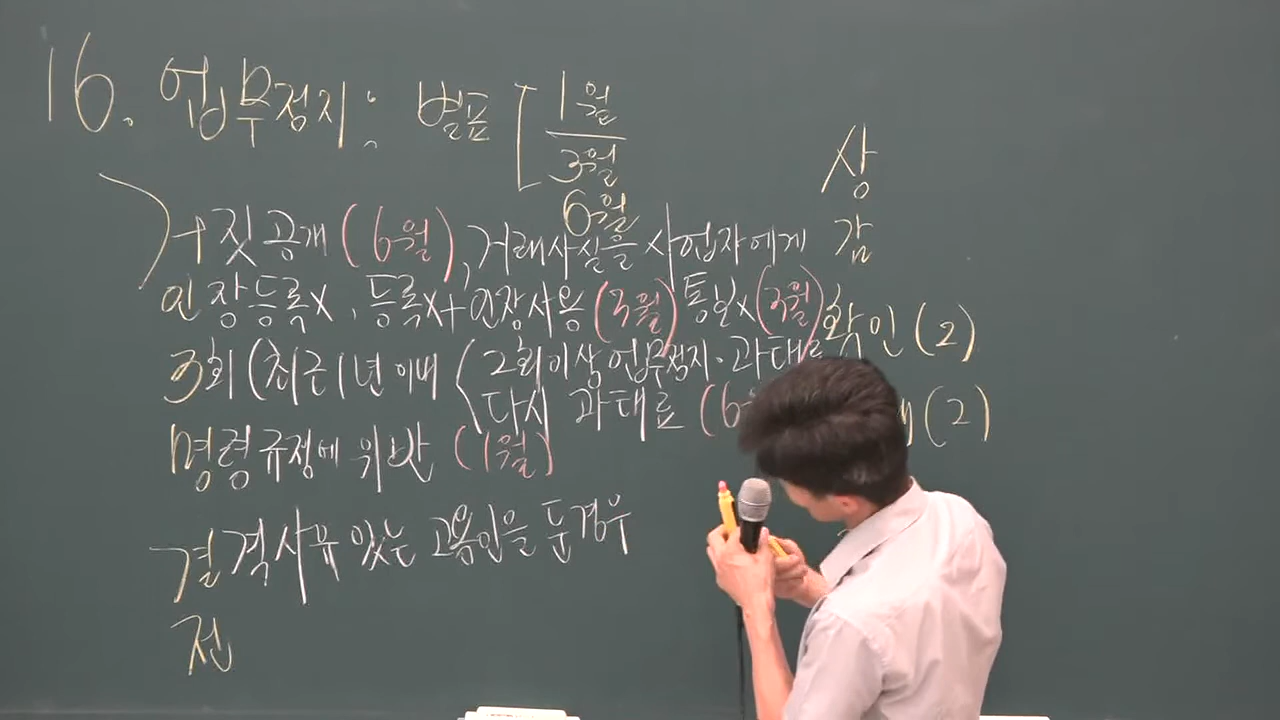 16. 업무정지: 별표 [ 1월
3월
6월
거짓공개 (6월), 거래사실을 사업자에게
인장등록x, 등록x+인장사용 (3월) 통보x (3월)
3회 (최근1년 이내 2회이상 업무정지·과태료
다시 과태료 (6
명령규정에 위반 (1월)
결격사유 있는 고용인을 둔경우
전
상
감
확인 (2)
(2)